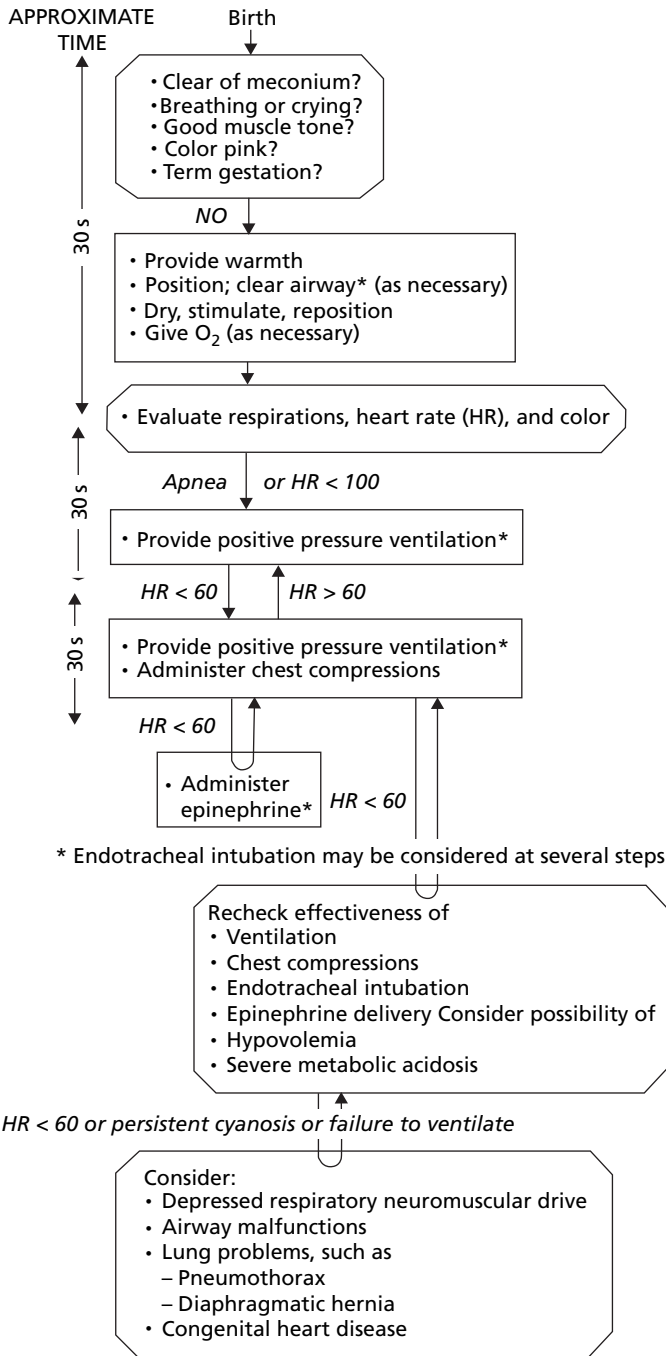 APPROXIMATE
TIME
Birth
• Clear of meconium?
• Breathing or crying?
• Good muscle tone?
• Color pink?
• Term gestation?
30 s
NO
• Provide warmth
• Position; clear airway* (as necessary)
• Dry, stimulate, reposition
• Give O₂ (as necessary)
• Evaluate respirations, heart rate (HR), and color
30 s
Apnea or HR < 100
• Provide positive pressure ventilation*
HR < 60 HR > 60
30 s
• Provide positive pressure ventilation*
• Administer chest compressions
HR < 60
• Administer
epinephrine*
HR < 60
* Endotracheal intubation may be considered at several steps
Recheck effectiveness of
• Ventilation
• Chest compressions
• Endotracheal intubation
• Epinephrine delivery Consider possibility of
• Hypovolemia
• Severe metabolic acidosis
HR < 60 or persistent cyanosis or failure to ventilate
Consider:
• Depressed respiratory neuromuscular drive
• Airway malfunctions
• Lung problems, such as
– Pneumothorax
– Diaphragmatic hernia
• Congenital heart disease